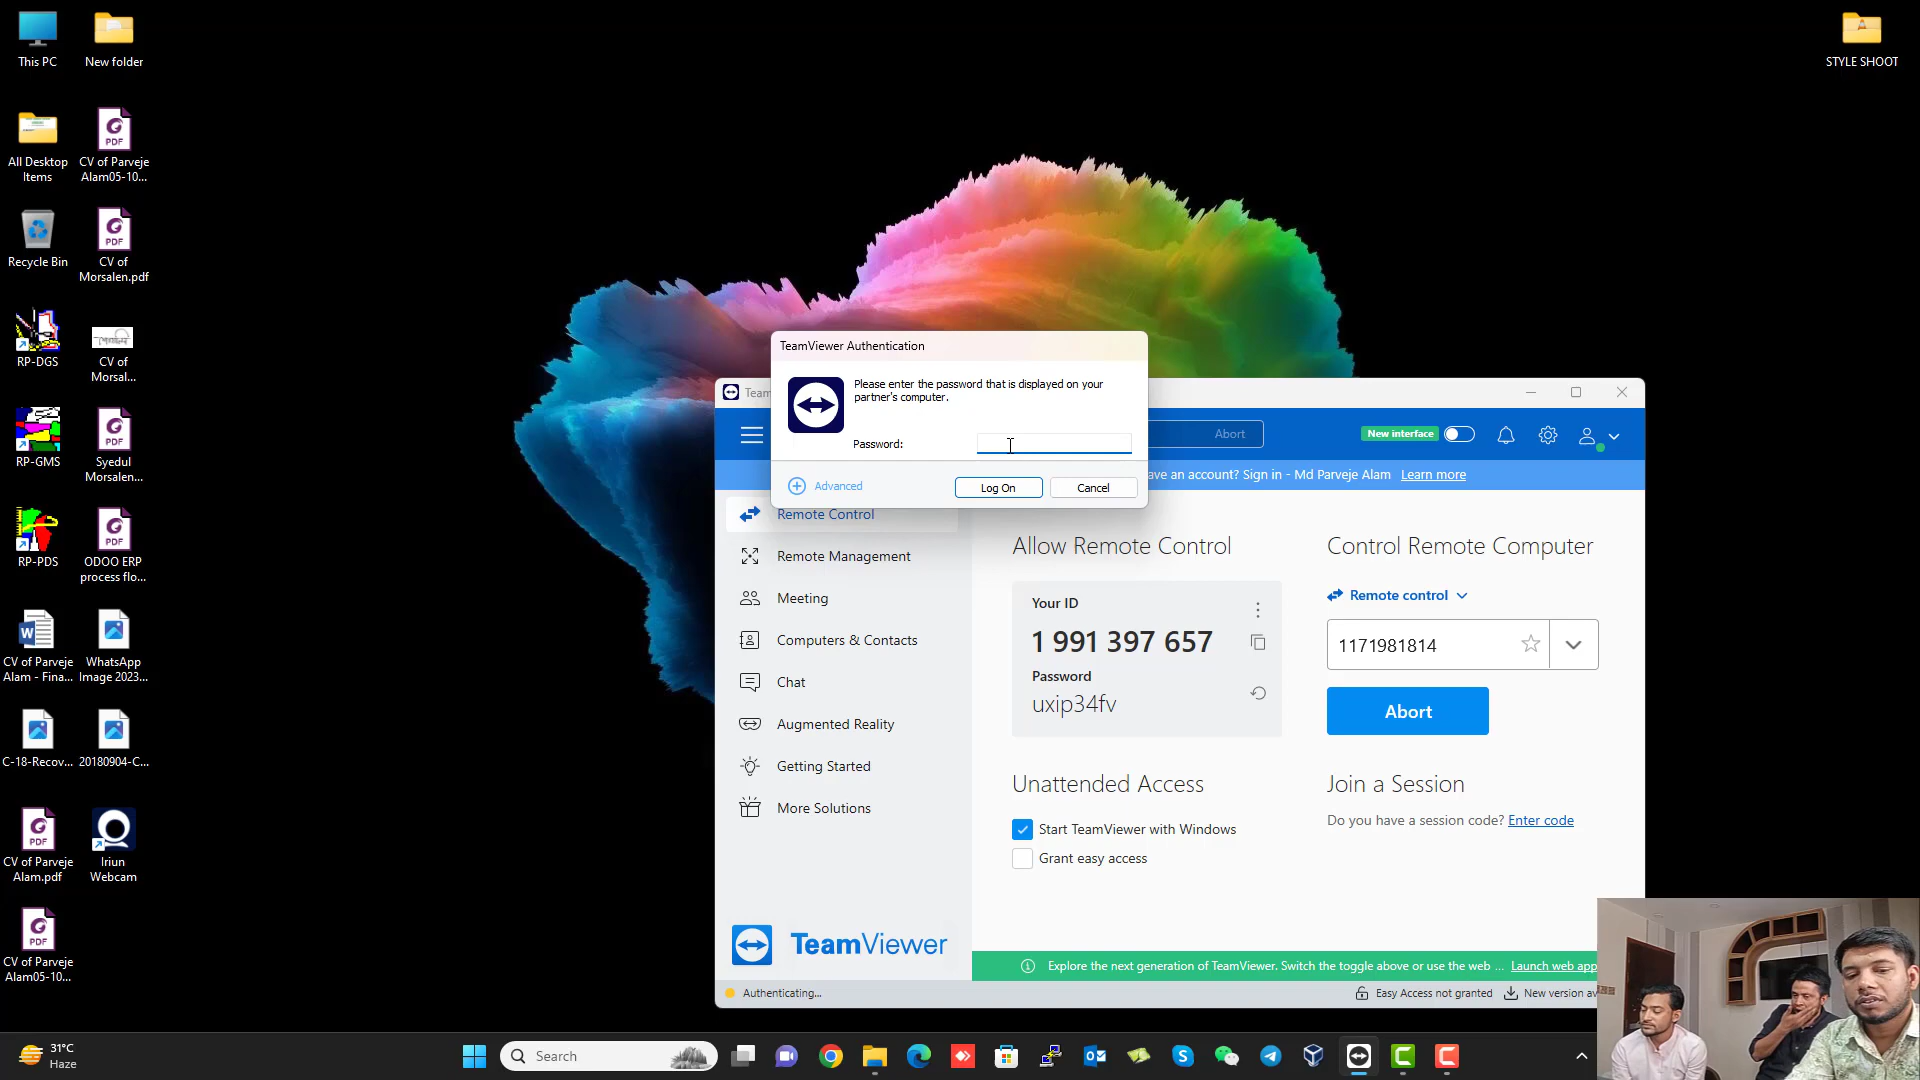 This PC
New folder
STYLE SHOOT
All Desktop
Items
CV of Parveje
Alam05-10...
Recycle Bin
CV of
Morsalen.pdf
RP-DGS
CV of
Morsal...
RP-GMS
Syedul
Morsalen...
RP-PDS
ODOO ERP
process flo...
CV of Parveje
Alam - Fina...
WhatsApp
Image 2023...
C-18-Recov...
20180904-C...
CV of Parveje
Alam.pdf
Iriun
Webcam
CV of Parveje
Alam05-10...
TeamViewer Authentication
Please enter the password that is displayed on your
partner's computer.
Password:
Advanced
Log On
Cancel
Team
Abort
New interface
ave an account? Sign in - Md Parveje Alam Learn more
Remote Control
Remote Management
Meeting
Computers & Contacts
Chat
Augmented Reality
Getting Started
More Solutions
TeamViewer
Allow Remote Control
Your ID
1 991 397 657
Password
uxip34fv
Unattended Access
Start TeamViewer with Windows
Grant easy access
Control Remote Computer
Remote control
1171981814
Abort
Join a Session
Do you have a session code? Enter code
Explore the next generation of TeamViewer. Switch the toggle above or use the web ... Launch web app
Authenticating...
Easy Access not granted
New version av
31°C
Haze
Search